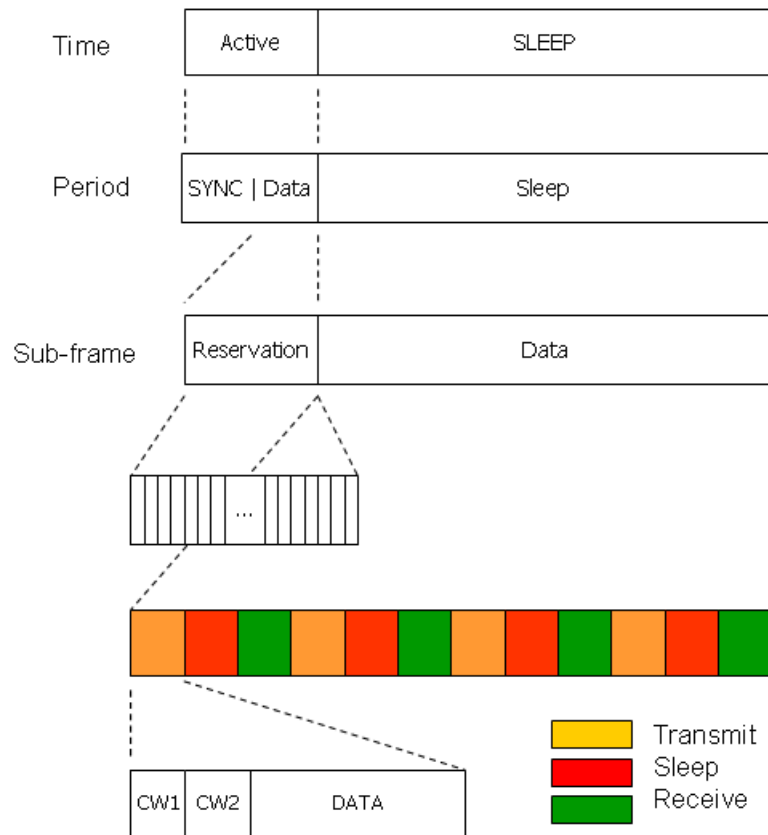 Time Active SLEEP
Period SYNC | Data Sleep
Sub-frame Reservation Data
...
CW1 CW2 DATA
Transmit
Sleep
Receive